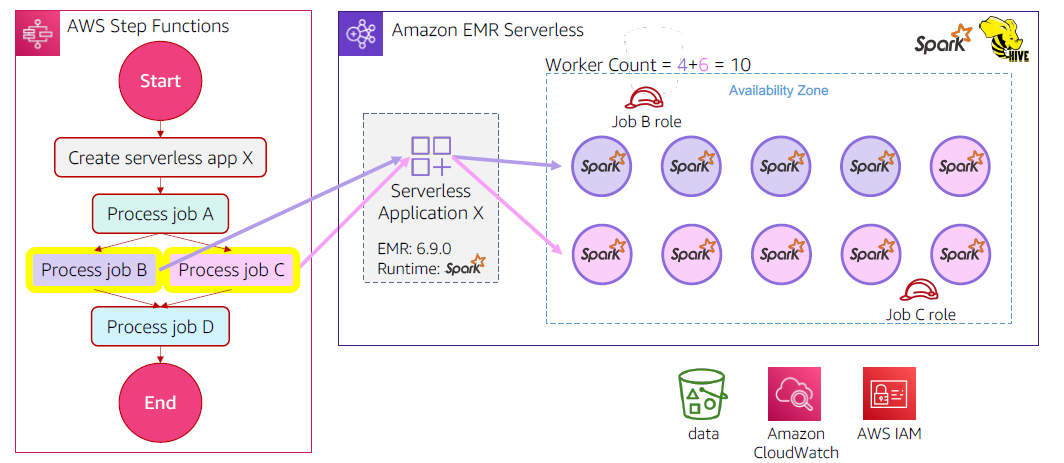 AWS Step Functions
Start
Create serverless app X
Process job A
Process job B
Process job C
Process job D
End
Amazon EMR Serverless
Spark
HIVE
Worker Count = 4+6 = 10
Availability Zone
Job B role
Serverless
Application X
EMR: 6.9.0
Runtime: Spark
Spark Spark Spark Spark Spark
Spark Spark Spark Spark Spark
Job C role
data
Amazon
CloudWatch
AWS IAM